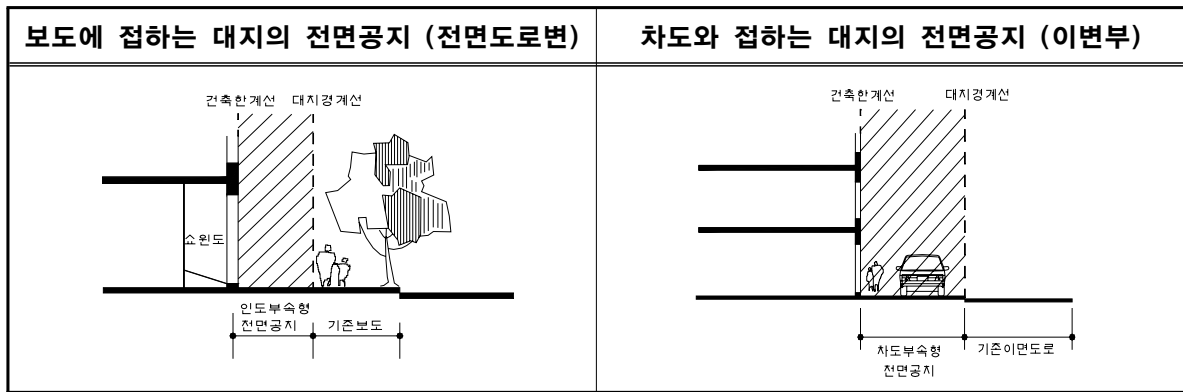 보도에 접하는 대지의 전면공지 (전면도로변)
차도와 접하는 대지의 전면공지 (이변부)
건축한계선 대지경계선
쇼윈도
인도부속형
전면공지
기존보도
건축한계선 대지경계선
차도부속형
전면공지
기존이면도로